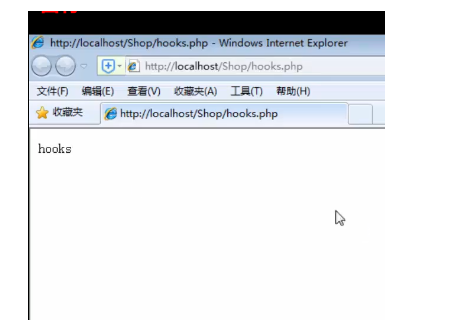 http://localhost/Shop/hooks.php - Windows Internet Explorer
http://localhost/Shop/hooks.php
文件(F) 编辑(E) 查看(V) 收藏夹(A) 工具(T) 帮助(H)
收藏夹 http://localhost/Shop/hooks.php
hooks